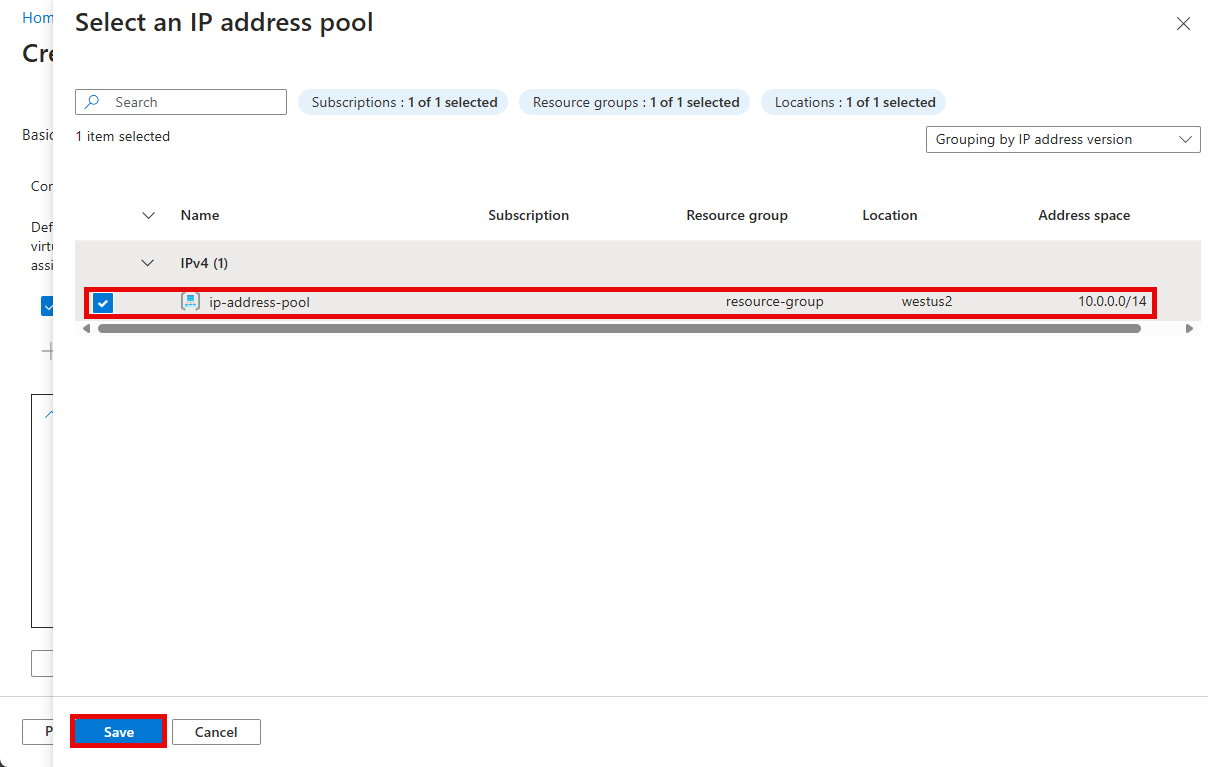 Hom
Select an IP address pool
Cre
Search
Subscriptions : 1 of 1 selected
Resource groups : 1 of 1 selected
Locations : 1 of 1 selected
Basic
1 item selected
Grouping by IP address version
Con
Name Subscription Resource group Location Address space
Def
virtu
assi
IPv4 (1)
ip-address-pool resource-group westus2 10.0.0.0/14
P
Save
Cancel